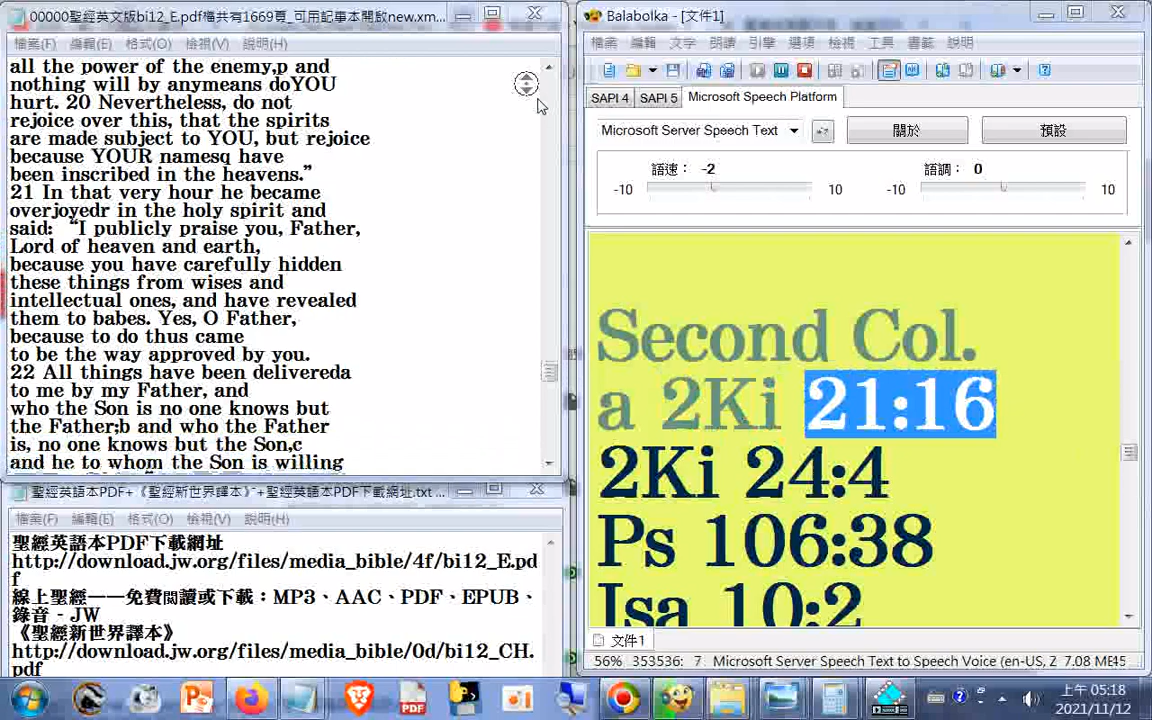 00000聖經英文版bi12_E.pdf檔共有1669頁_可用記事本開啟new.xm...
檔案(F) 編輯(E) 格式(O) 檢視(V) 說明(H)
all the power of the enemy,p and
nothing will by anymeans doYOU
hurt. 20 Nevertheless, do not
rejoice over this, that the spirits
are made subject to YOU, but rejoice
because YOUR namesq have
been inscribed in the heavens.”
21 In that very hour he became
overjoyedr in the holy spirit and
said: “I publicly praise you, Father,
Lord of heaven and earth,
because you have carefully hidden
these things from wises and
intellectual ones, and have revealed
them to babes. Yes, O Father,
because to do thus came
to be the way approved by you.
22 All things have been delivereda
to me by my Father, and
who the Son is no one knows but
the Father;b and who the Father
is, no one knows but the Son,c
and he to whom the Son is willing
聖經英語本PDF+《聖經新世界譯本》-+聖經英語本PDF下載網址.txt ...
檔案(F) 編輯(E) 格式(O) 檢視(V) 說明(H)
聖經英語本PDF下載網址
http://download.jw.org/files/media_bible/4f/bi12_E.pd
f
線上聖經——免費閱讀或下載：MP3、AAC、PDF、EPUB、
錄音 - JW
《聖經新世界譯本》
http://download.jw.org/files/media_bible/0d/bi12_CH.
pdf
Balabolka - [文件1]
檔案 編輯 文字 朗讀 引擎 選項 檢視 工具 書籤 說明
SAPI 4 SAPI 5 Microsoft Speech Platform
Microsoft Server Speech Text 關於 預設
語速： -2 語調： 0
-10 10 -10 10
Second Col.
a 2Ki 21:16
2Ki 24:4
Ps 106:38
Isa 10:2
文件1
56% 353536: 7 Microsoft Server Speech Text to Speech Voice (en-US, Z 7.08 ME45
上午 05:18
2021/11/12